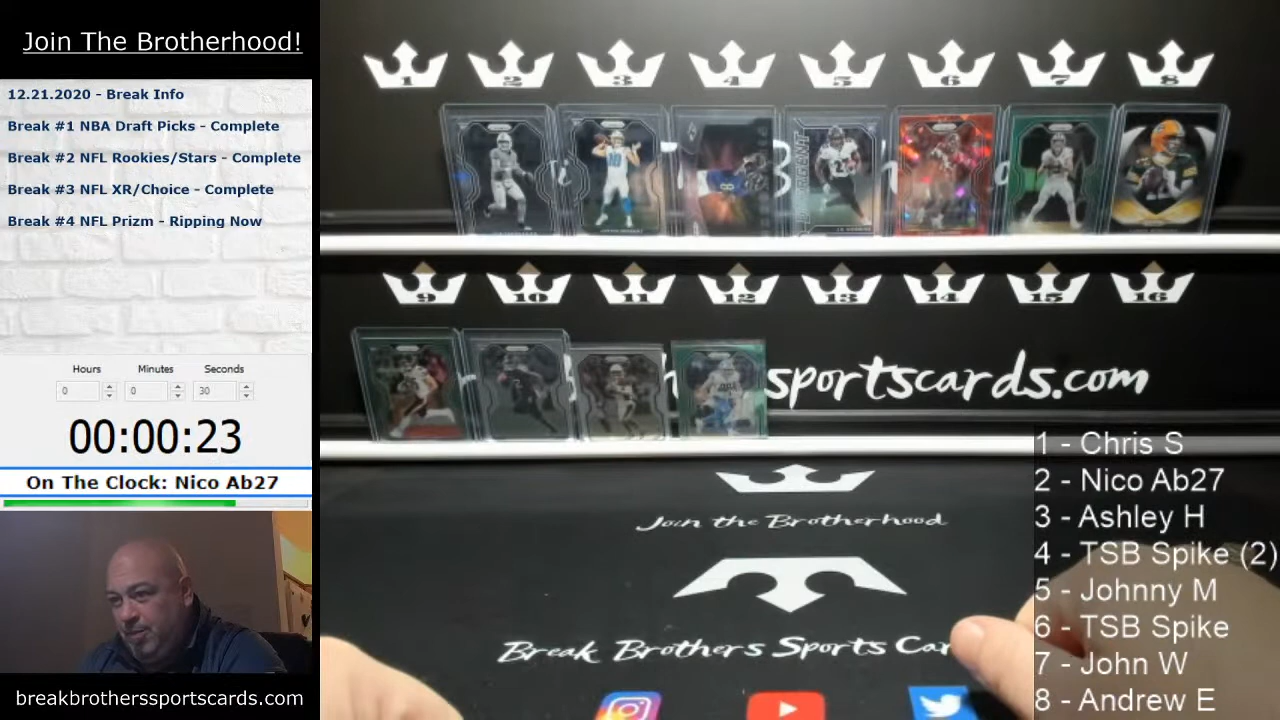 Join The Brotherhood!
12.21.2020 - Break Info
Break #1 NBA Draft Picks - Complete
Break #2 NFL Rookies/Stars - Complete
Break #3 NFL XR/Choice - Complete
Break #4 NFL Prizm - Ripping Now
Hours Minutes Seconds
0 0 30
00:00:23
On The Clock: Nico Ab27
breakbrotherssportscards.com
1 2 3 4 5 6 7 8
9 10 11 12 13 14 15 16
sportscards.com
Join the Brotherhood
Break Brothers Sports Car
1 - Chris S
2 - Nico Ab27
3 - Ashley H
4 - TSB Spike (2)
5 - Johnny M
6 - TSB Spike
7 - John W
8 - Andrew E